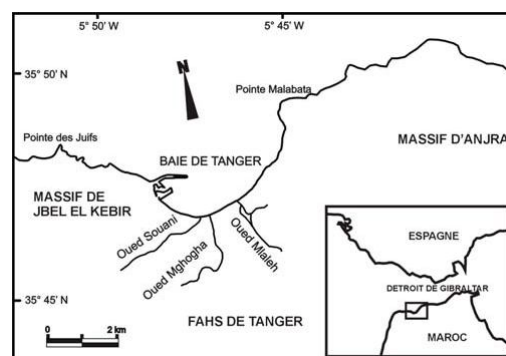 5° 50'W
5° 45'W
35° 50'N
N
Pointe Malabata
Pointe des Juifs
BAIE DE TANGER
MASSIF D'ANJRA
MASSIF DE
JBEL EL KEBIR
Oued Souani
Oued Mghogha
Oued Mlaleh
ESPAGNE
DETROIT DE GIBRALTAR
35° 45'N
FAHS DE TANGER
MAROC
0 2 km